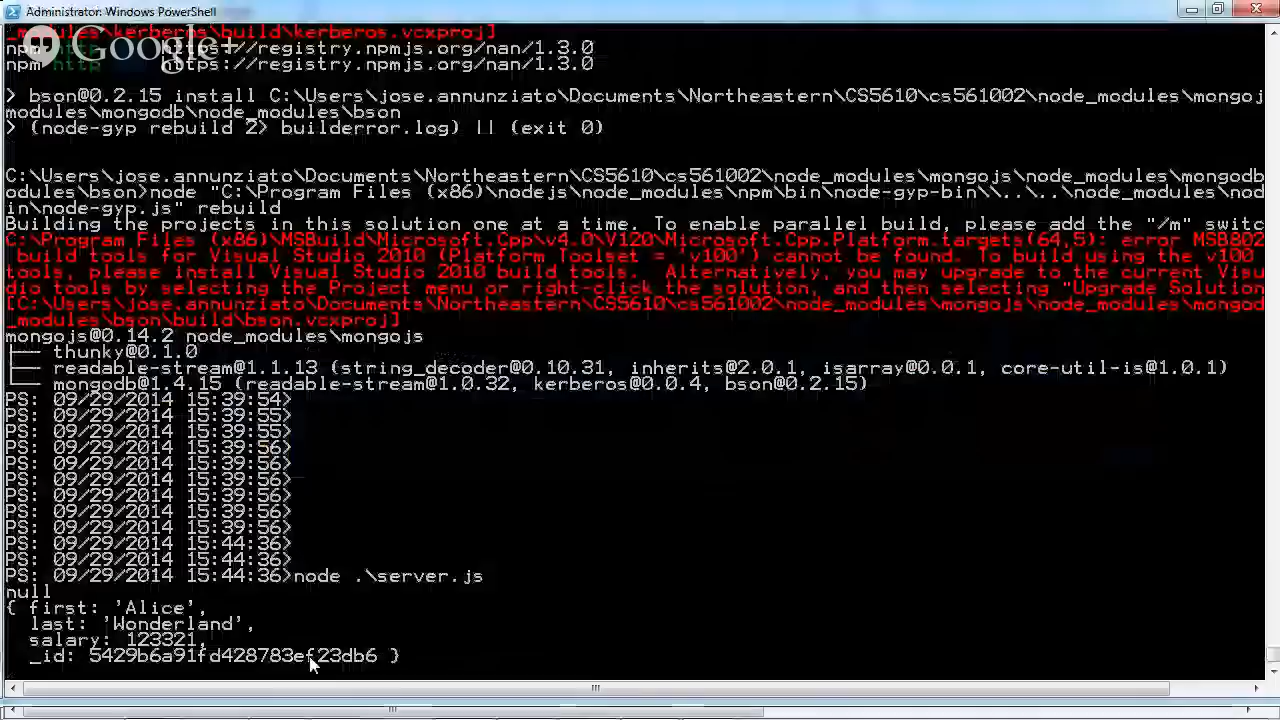 Administrator: Windows PowerShell
_modules\kerberos\build\kerberos.vcxproj]
Google+
npm http https://registry.npmjs.org/nan/1.3.0
npm http https://registry.npmjs.org/nan/1.3.0
> bson@0.2.15 install C:\Users\jose.annunziato\Documents\Northeastern\CS5610\cs561002\node_modules\mongoj
modules\mongodb\node_modules\bson
> (node-gyp rebuild 2> builderror.log) || (exit 0)
C:\Users\jose.annunziato\Documents\Northeastern\CS5610\cs561002\node_modules\mongojs\node_modules\mongodb
odules\bson>node "C:\Program Files (x86)\nodejs\node_modules\npm\bin\node-gyp-bin\\..\..\node_modules\nod
in\node-gyp.js" rebuild
Building the projects in this solution one at a time. To enable parallel build, please add the "/m" switc
C:\Program Files (x86)\MSBuild\Microsoft.Cpp\v4.0\V120\Microsoft.Cpp.Platform.targets(64,5): error MSB802
build tools for Visual Studio 2010 (Platform Toolset = 'v100') cannot be found. To build using the v100
tools, please install Visual Studio 2010 build tools.  Alternatively, you may upgrade to the current Visu
dio tools by selecting the Project menu or right-click the solution, and then selecting "Upgrade Solution
[C:\Users\jose.annunziato\Documents\Northeastern\CS5610\cs561002\node_modules\mongojs\node_modules\mongod
_modules\bson\build\bson.vcxproj]
mongojs@0.14.2 node_modules\mongojs
├── thunky@0.1.0
├── readable-stream@1.1.13 (string_decoder@0.10.31, inherits@2.0.1, isarray@0.0.1, core-util-is@1.0.1)
└── mongodb@1.4.15 (readable-stream@1.0.32, kerberos@0.0.4, bson@0.2.15)
PS: 09/29/2014 15:39:54>
PS: 09/29/2014 15:39:55>
PS: 09/29/2014 15:39:55>
PS: 09/29/2014 15:39:56>
PS: 09/29/2014 15:39:56>
PS: 09/29/2014 15:39:56>
PS: 09/29/2014 15:39:56>
PS: 09/29/2014 15:39:56>
PS: 09/29/2014 15:39:56>
PS: 09/29/2014 15:44:36>
PS: 09/29/2014 15:44:36>
PS: 09/29/2014 15:44:36>node .\server.js
null
{ first: 'Alice',
last: 'Wonderland',
salary: 123321,
_id: 5429b6a91fd428783ef23db6 }